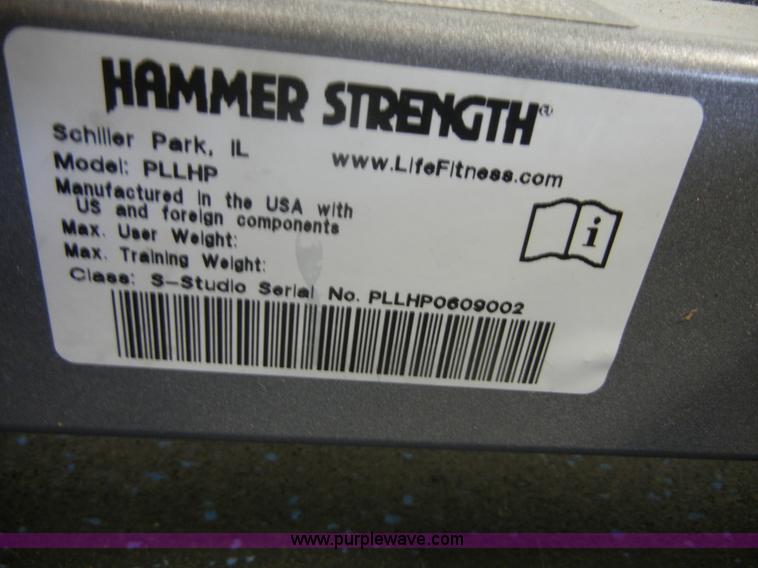 HAMMER STRENGTH®
Schiller Park, IL
www.LifeFitness.com
Model: PLLHP
Manufactured in the USA with
US and foreign components
Max. User Weight:
Max. Training Weight:
Class: S-Studio Serial No. PLLHP0609002
i
www.purplewave.com